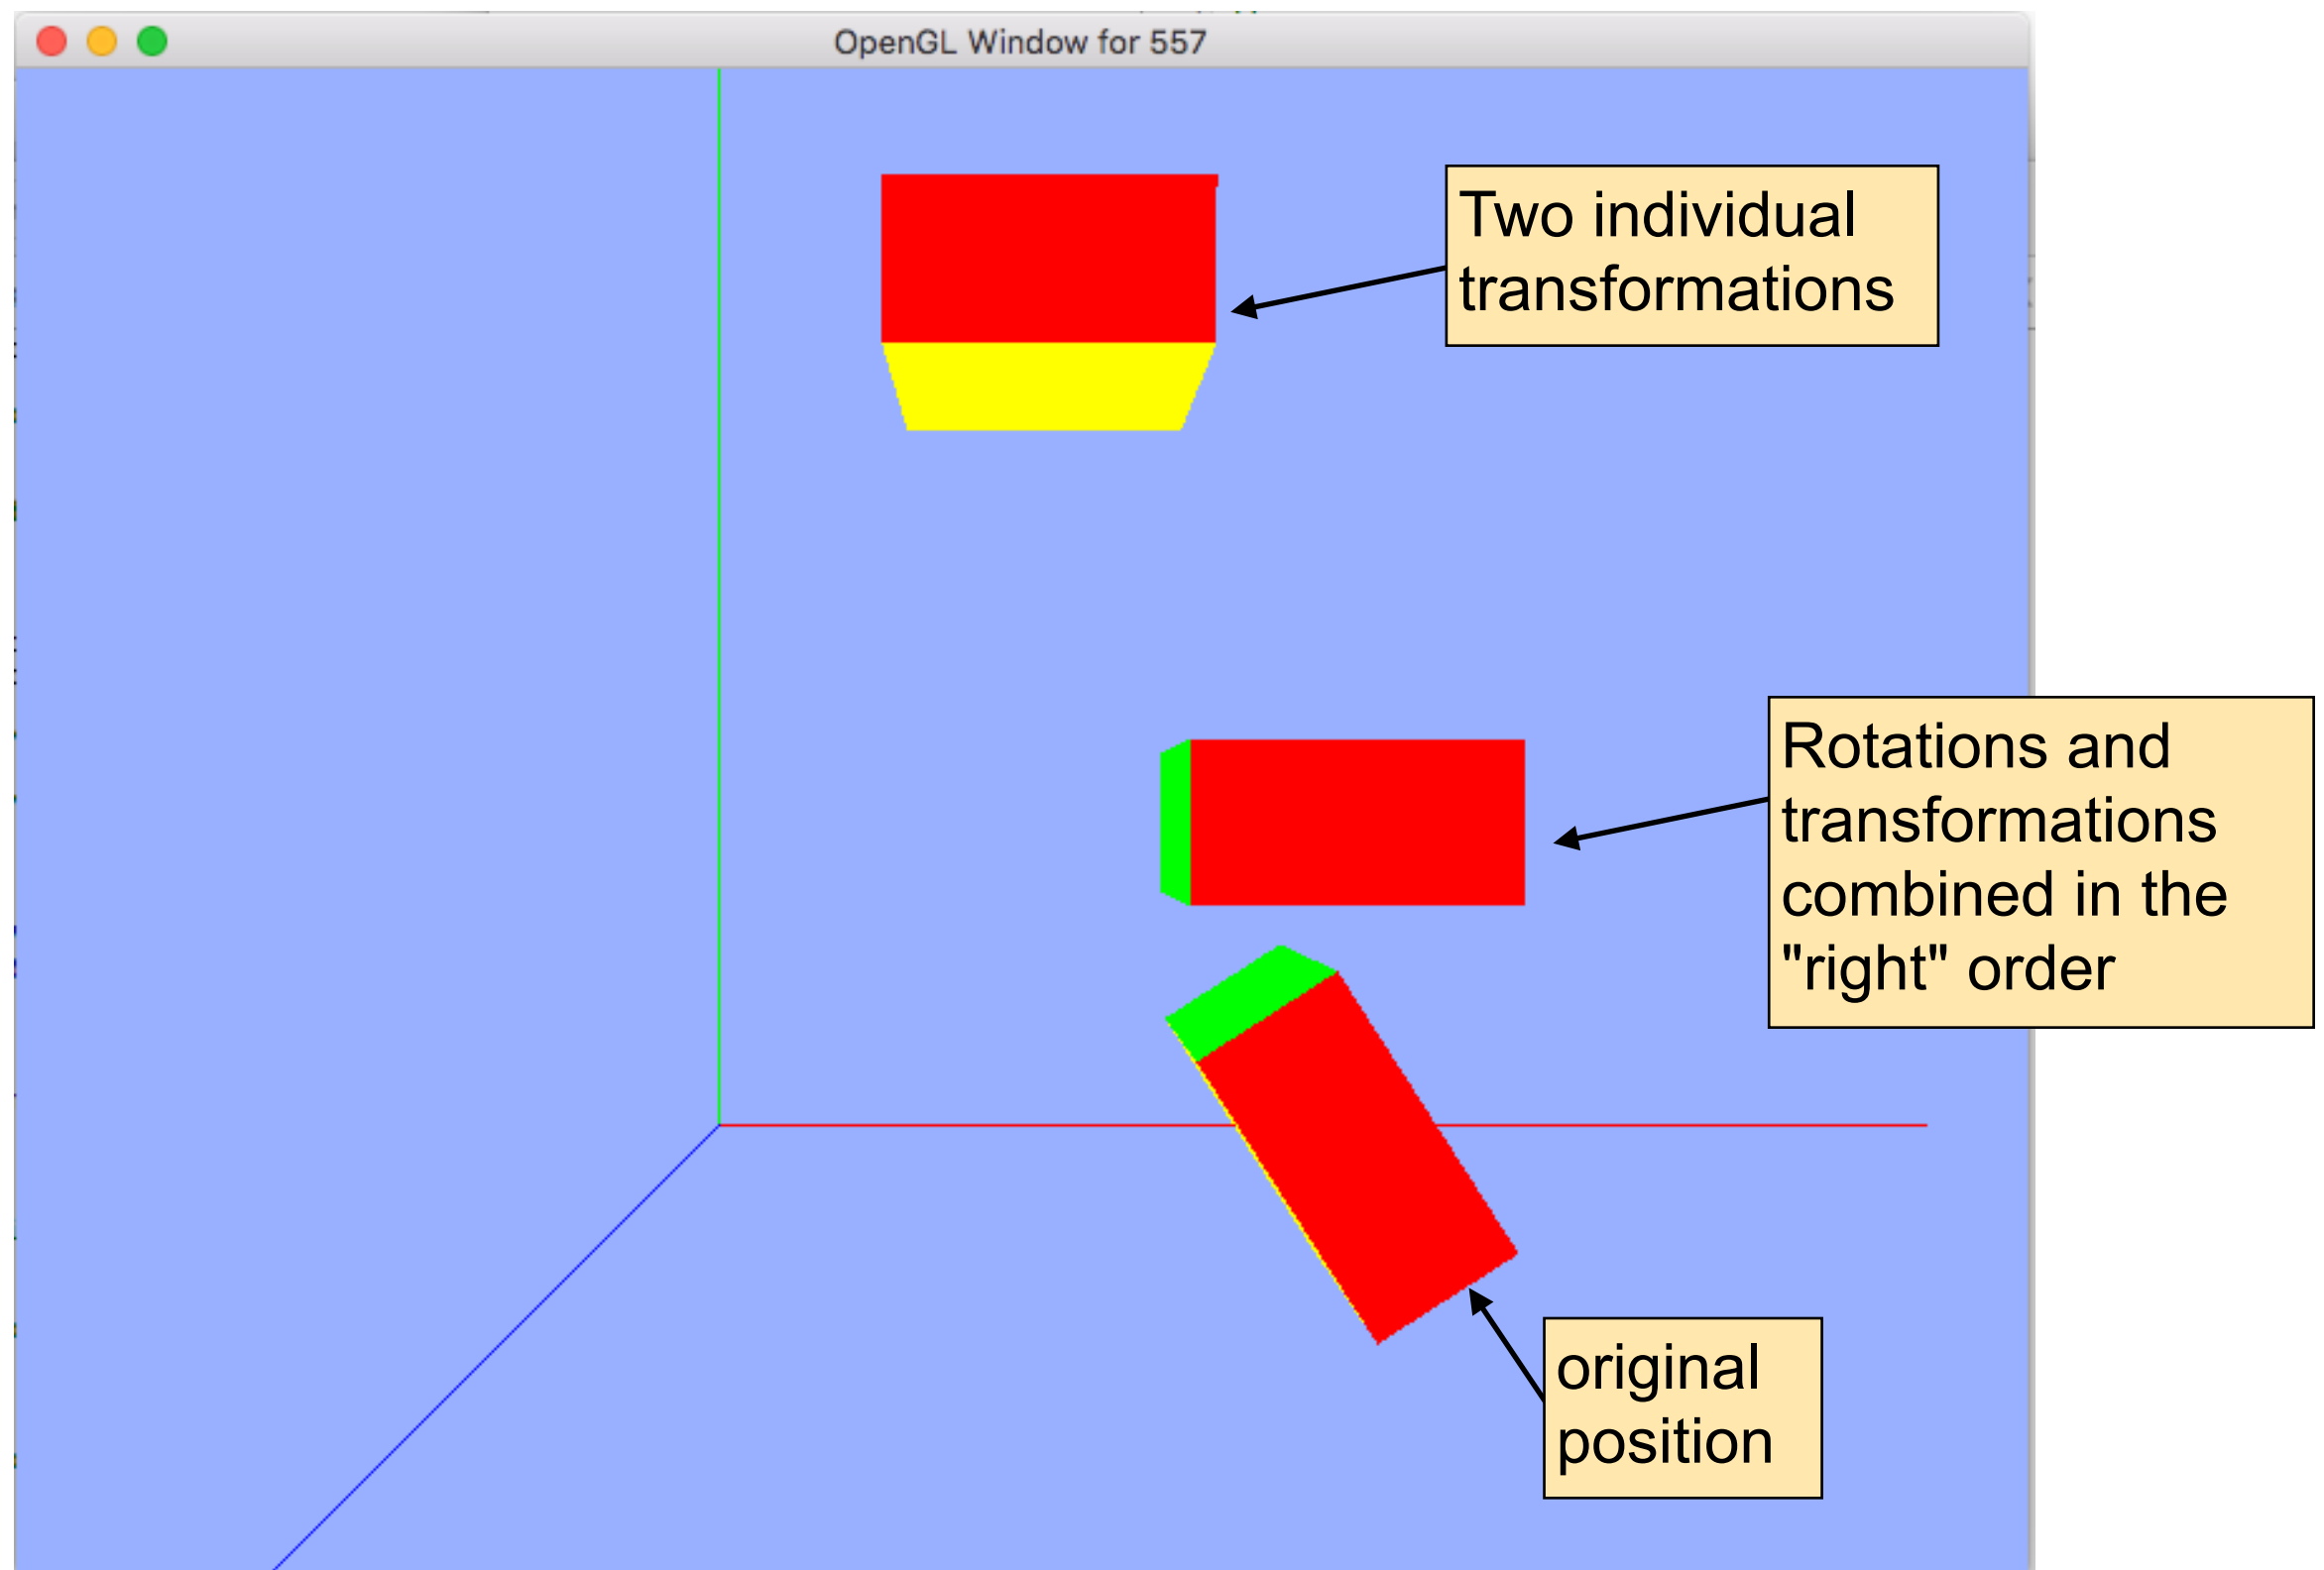 OpenGL Window for 557
Two individual
transformations
Rotations and
transformations
combined in the
"right" order
original
position